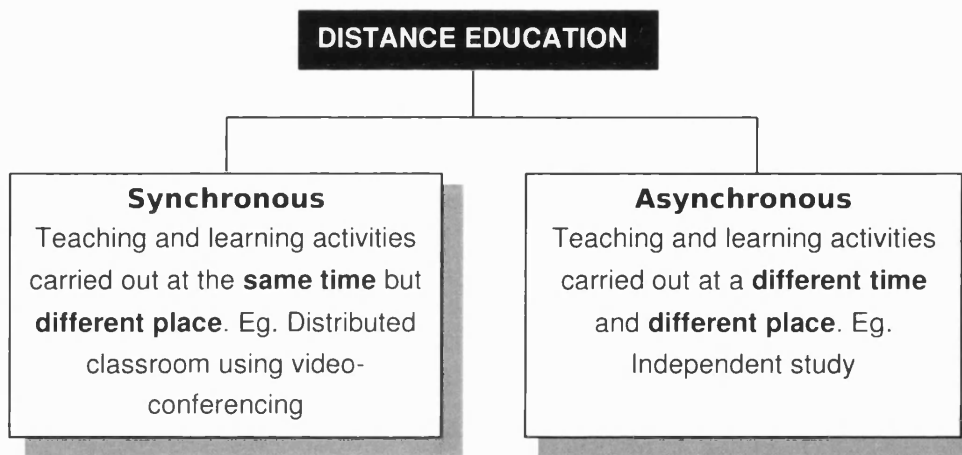 DISTANCE EDUCATION
Synchronous
Teaching and learning activities
carried out at the same time but
different place. Eg. Distributed
classroom using video-
conferencing
Asynchronous
Teaching and learning activities
carried out at a different time
and different place. Eg.
Independent study